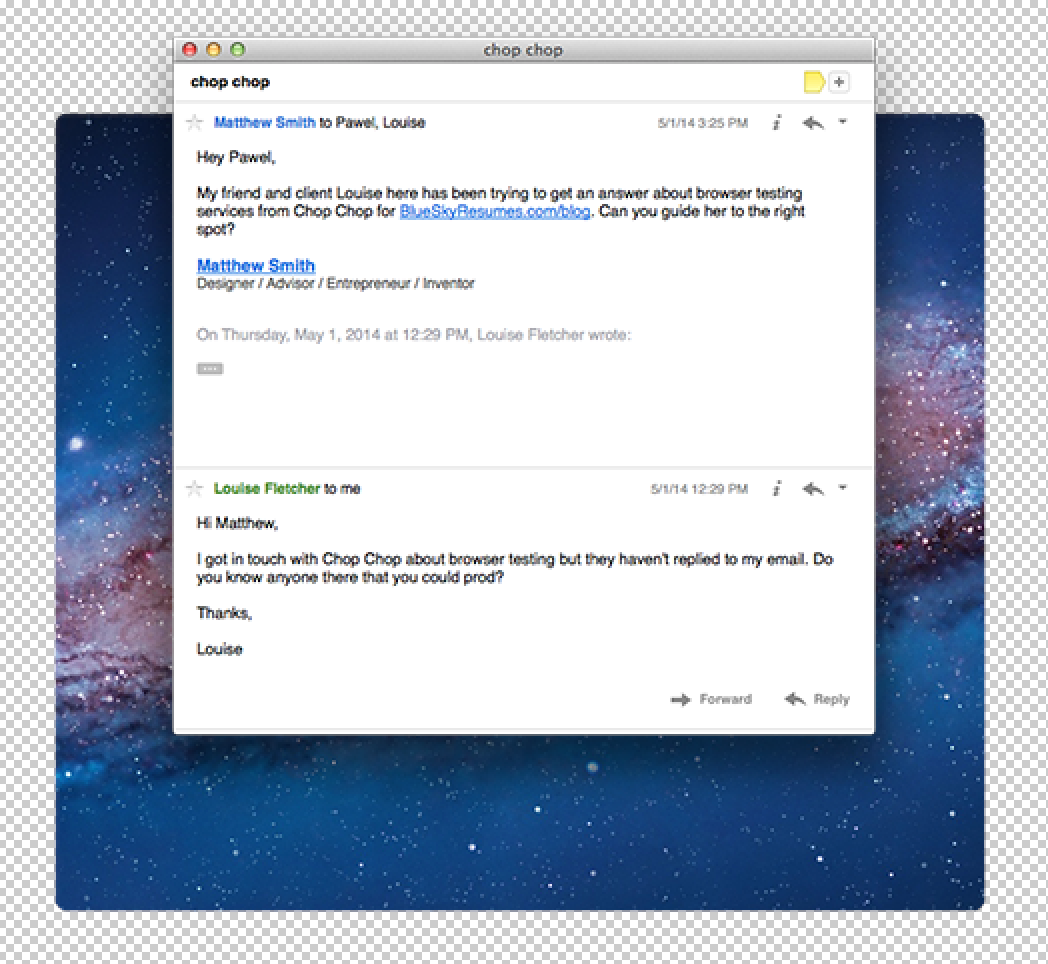 chop chop
chop chop
Matthew Smith to Pawel, Louise 5/1/14 3:25 PM
Hey Pawel,
My friend and client Louise here has been trying to get an answer about browser testing
services from Chop Chop for BlueSkyResumes.com/blog. Can you guide her to the right
spot?
Matthew Smith
Designer / Advisor / Entrepreneur / Inventor
On Thursday, May 1, 2014 at 12:29 PM, Louise Fletcher wrote:
Louise Fletcher to me 5/1/14 12:29 PM
Hi Matthew,
I got in touch with Chop Chop about browser testing but they haven't replied to my email. Do
you know anyone there that you could prod?
Thanks,
Louise
Forward Reply